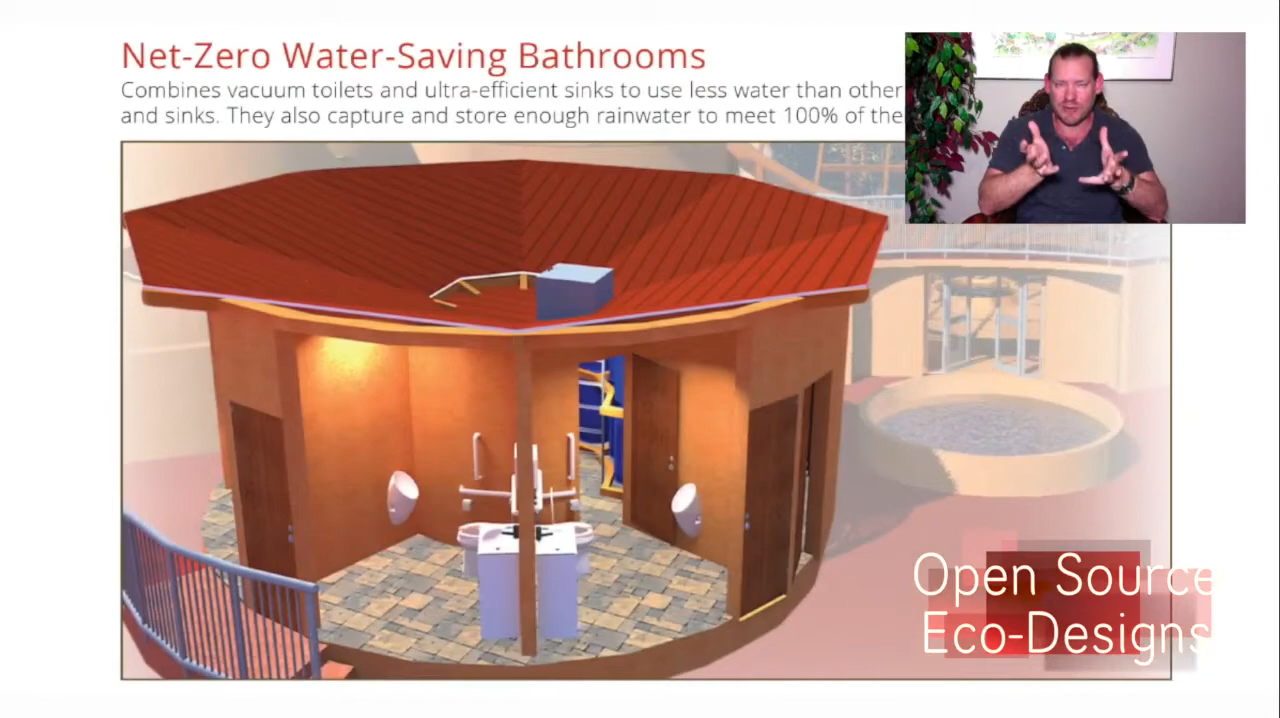 Net-Zero Water-Saving Bathrooms
Combines vacuum toilets and ultra-efficient sinks to use less water than other
and sinks. They also capture and store enough rainwater to meet 100% of the
Open Source
Eco-Designs